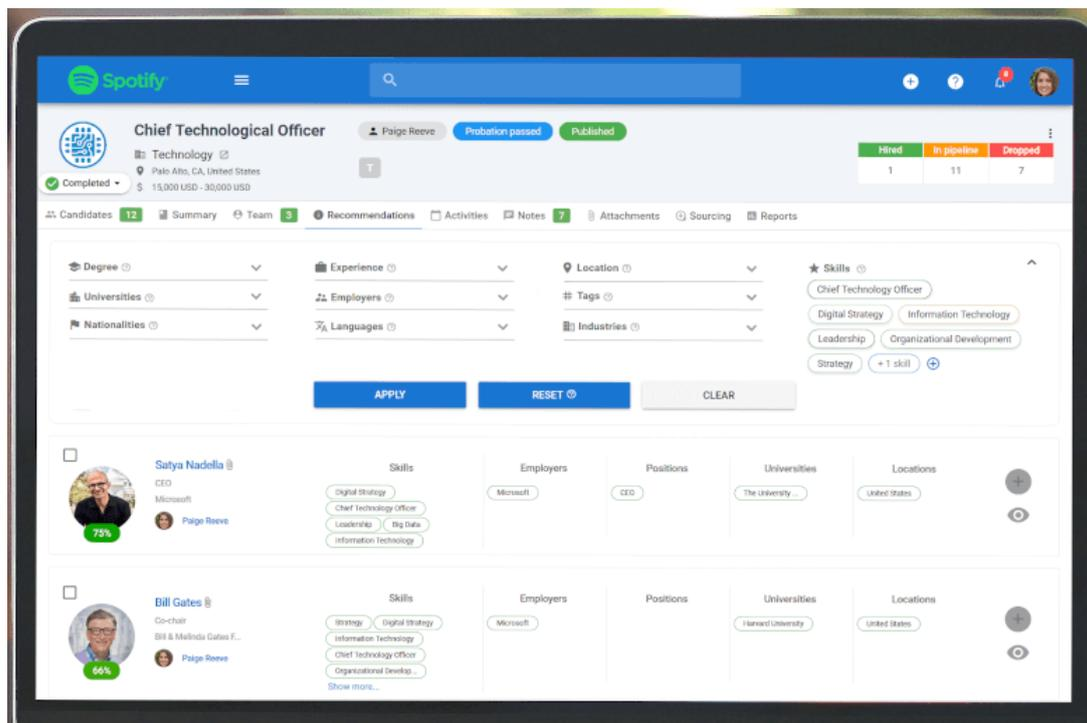 Spotify
8
Chief Technological Officer
Paige Reeve
Probation passed
Published
Technology
T
Palo Alto, CA, United States
Completed
$ 15,000 USD - 30,000 USD
Hired In pipeline Dropped
1 11 7
Candidates 12 Summary Team 3 Recommendations Activities Notes 7 Attachments Sourcing Reports
Degree Experience Location Skills
Chief Technology Officer
Universities Employers # Tags
Digital Strategy Information Technology
Nationalities Languages Industries
Leadership Organizational Development
Strategy + 1 skill
APPLY RESET CLEAR
Satya Nadella
CEO
Microsoft
Paige Reeve
75%
Skills
Digital Strategy
Chief Technology Officer
Leadership Big Data
Information Technology
Employers
Microsoft
Positions
CEO
Universities
The University ...
Locations
United States
Bill Gates
Co-chair
Bill & Melinda Gates F...
Paige Reeve
66%
Skills
Strategy Digital Strategy
Information Technology
Chief Technology Officer
Organizational Develop...
Show more...
Employers
Microsoft
Positions
Universities
Harvard University
Locations
United States